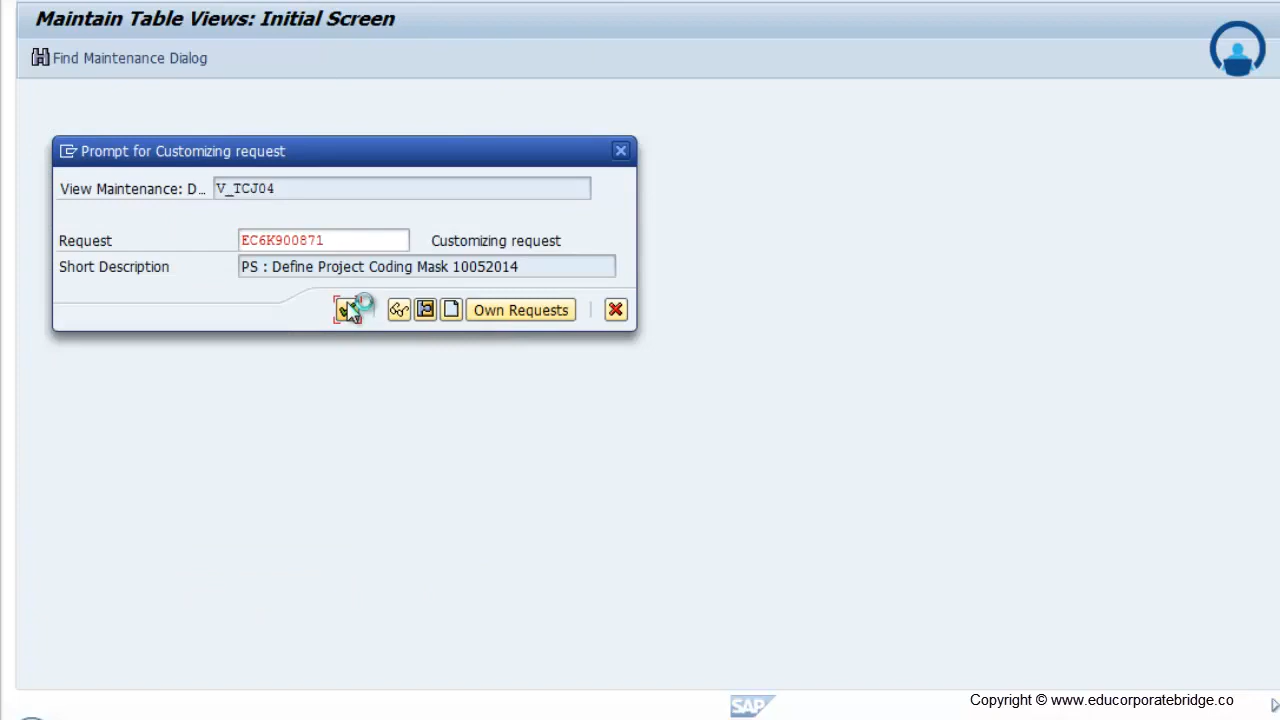 Maintain Table Views: Initial Screen
Find Maintenance Dialog
Prompt for Customizing request
View Maintenance: D... V_TCJ04
Request EC6K900871 Customizing request
Short Description PS : Define Project Coding Mask 10052014
Own Requests
SAP
Copyright © www.educorporatebridge.co